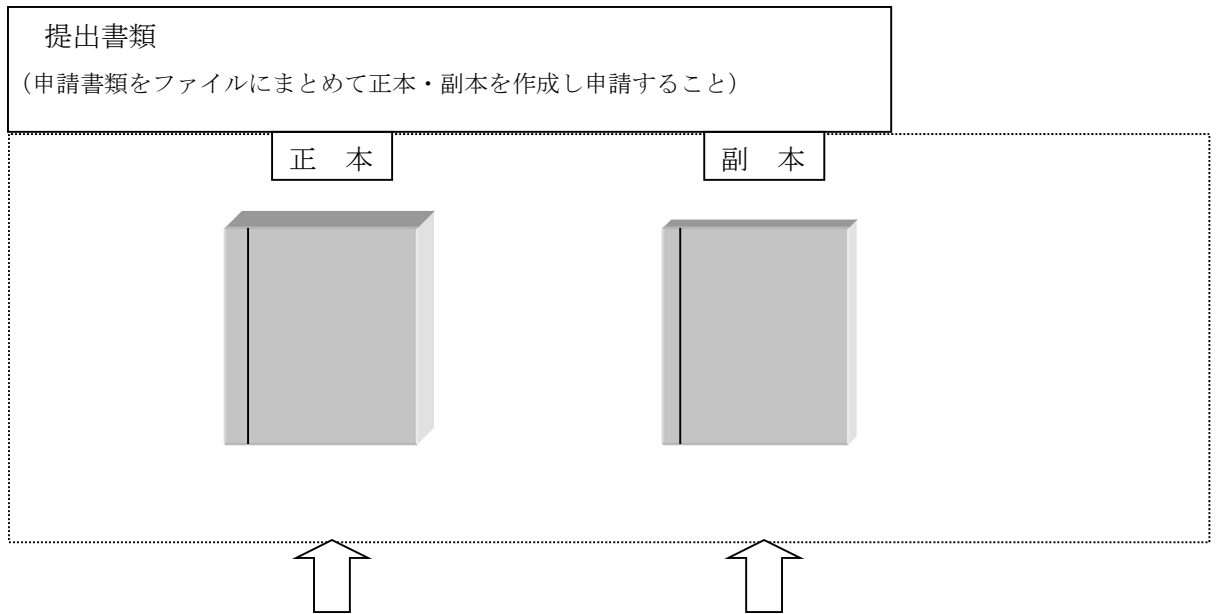 提出書類
（申請書類をファイルにまとめて正本・副本を作成し申請すること）
正　本
副　本